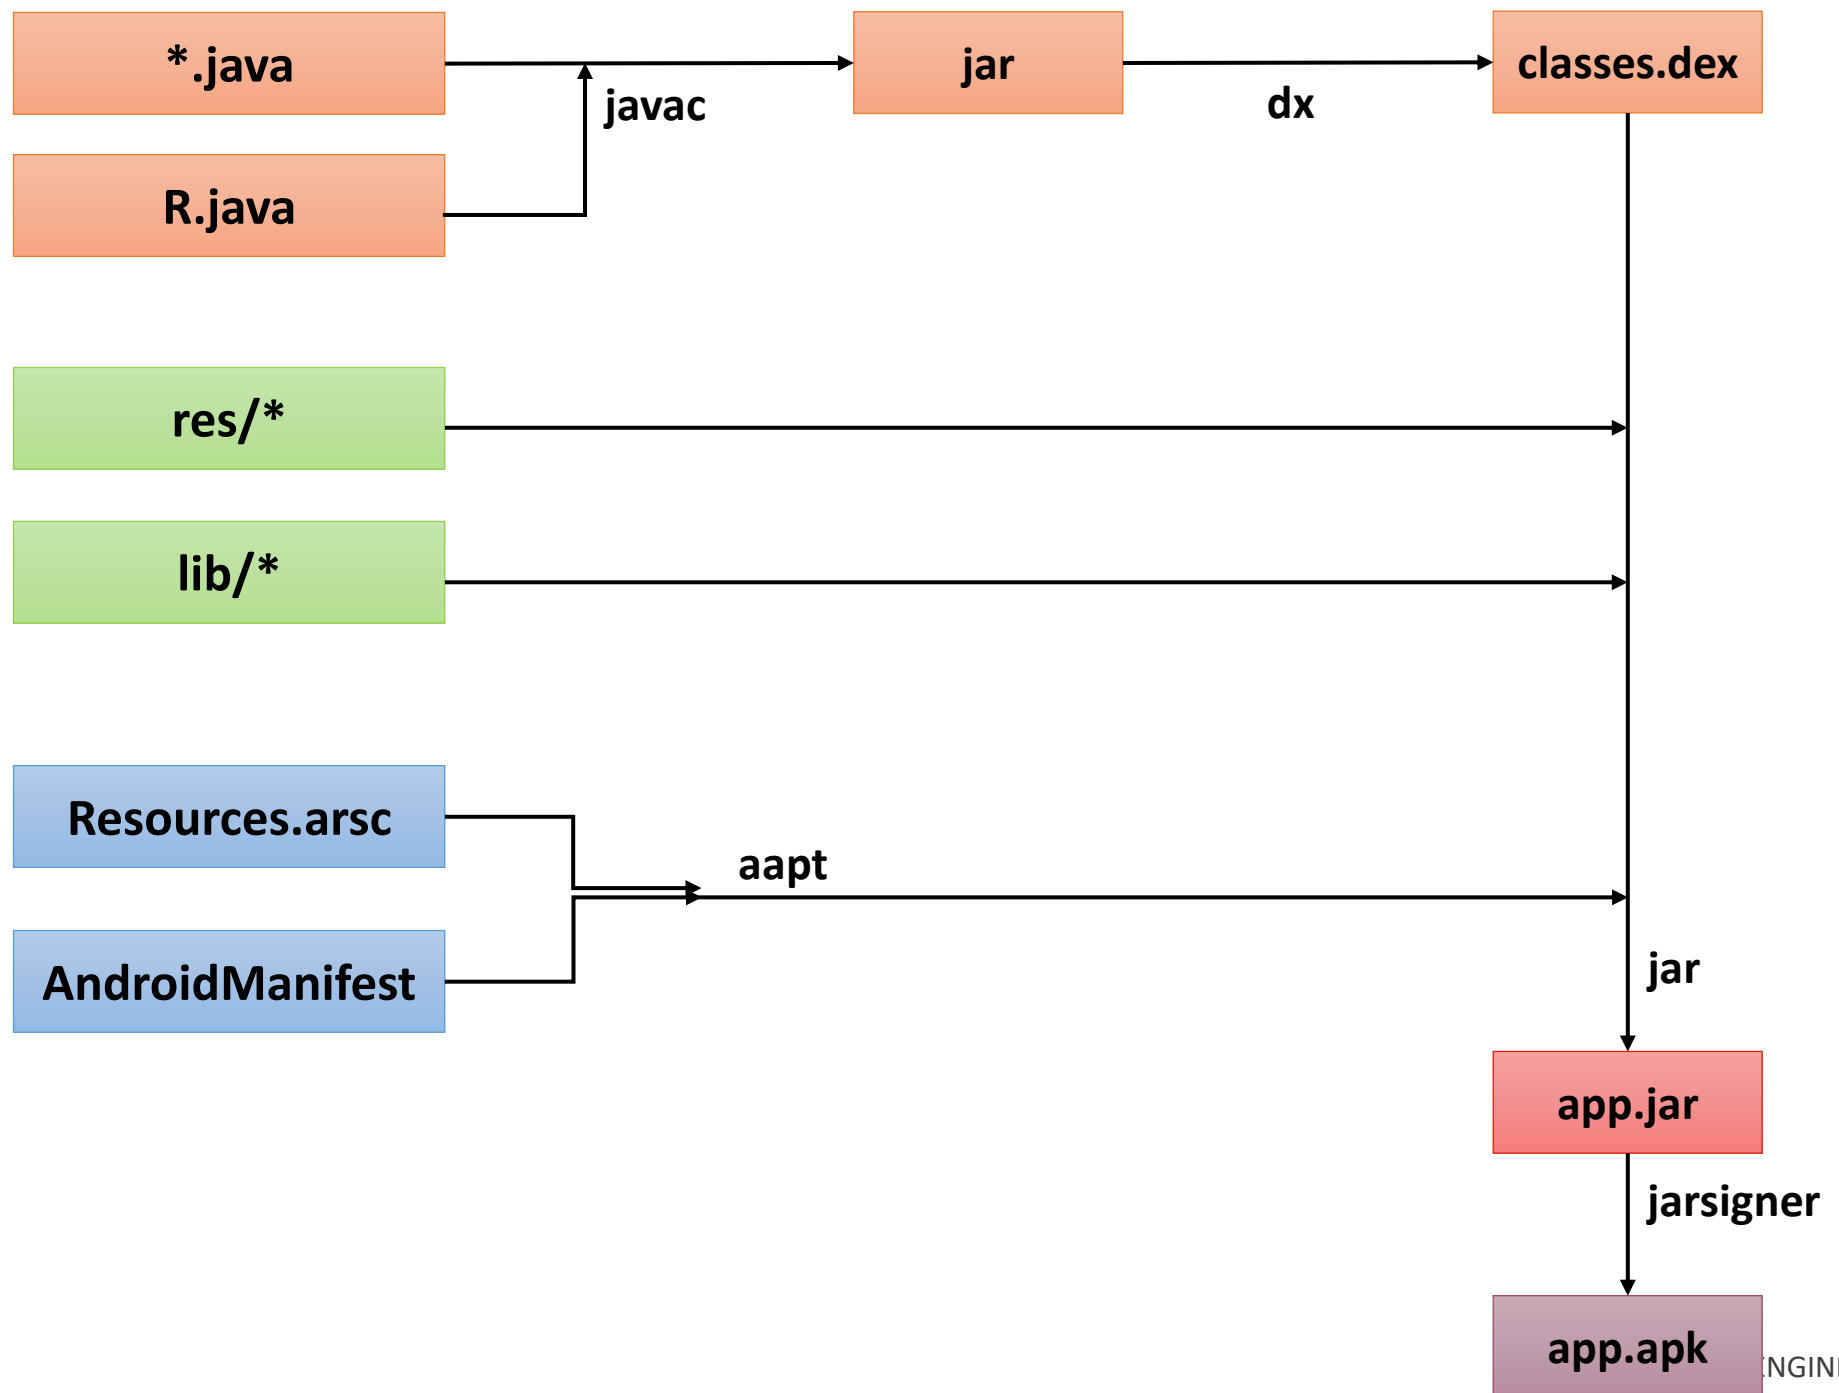 *.java
jar
classes.dex
javac
dx
R.java
res/*
lib/*
Resources.arsc
aapt
AndroidManifest
jar
app.jar
jarsigner
app.apk